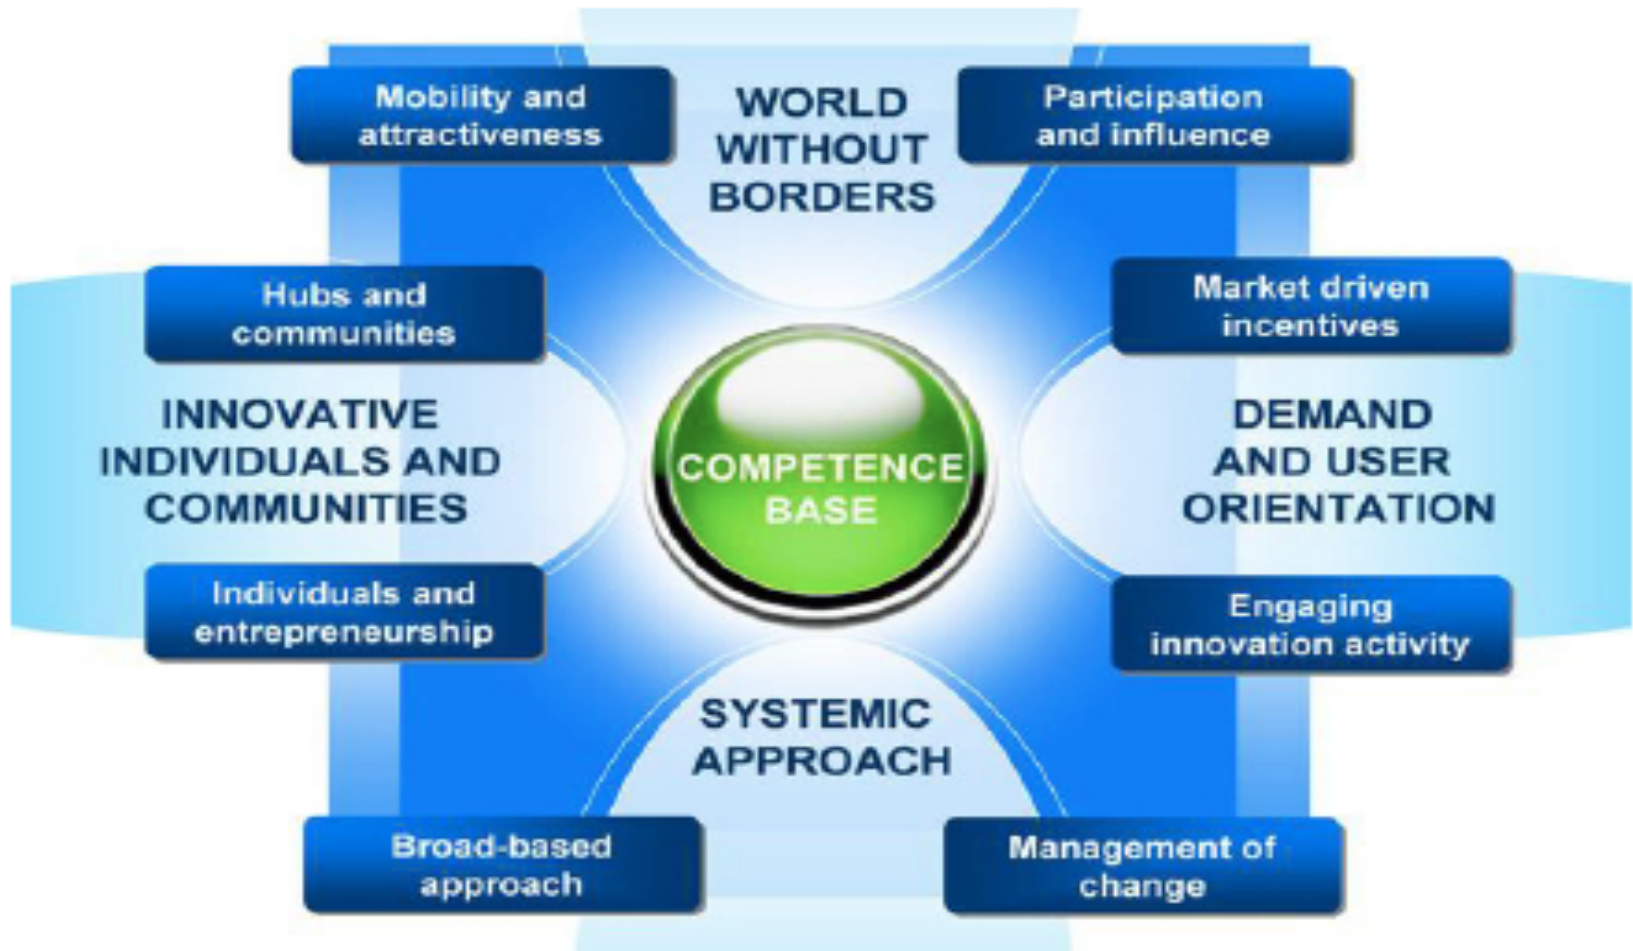 Mobility and
attractiveness
WORLD
WITHOUT
BORDERS
Participation
and influence
Hubs and
communities
Market driven
incentives
INNOVATIVE
INDIVIDUALS AND
COMMUNITIES
COMPETENCE
BASE
DEMAND
AND USER
ORIENTATION
Individuals and
entrepreneurship
Engaging
innovation activity
SYSTEMIC
APPROACH
Broad-based
approach
Management of
change